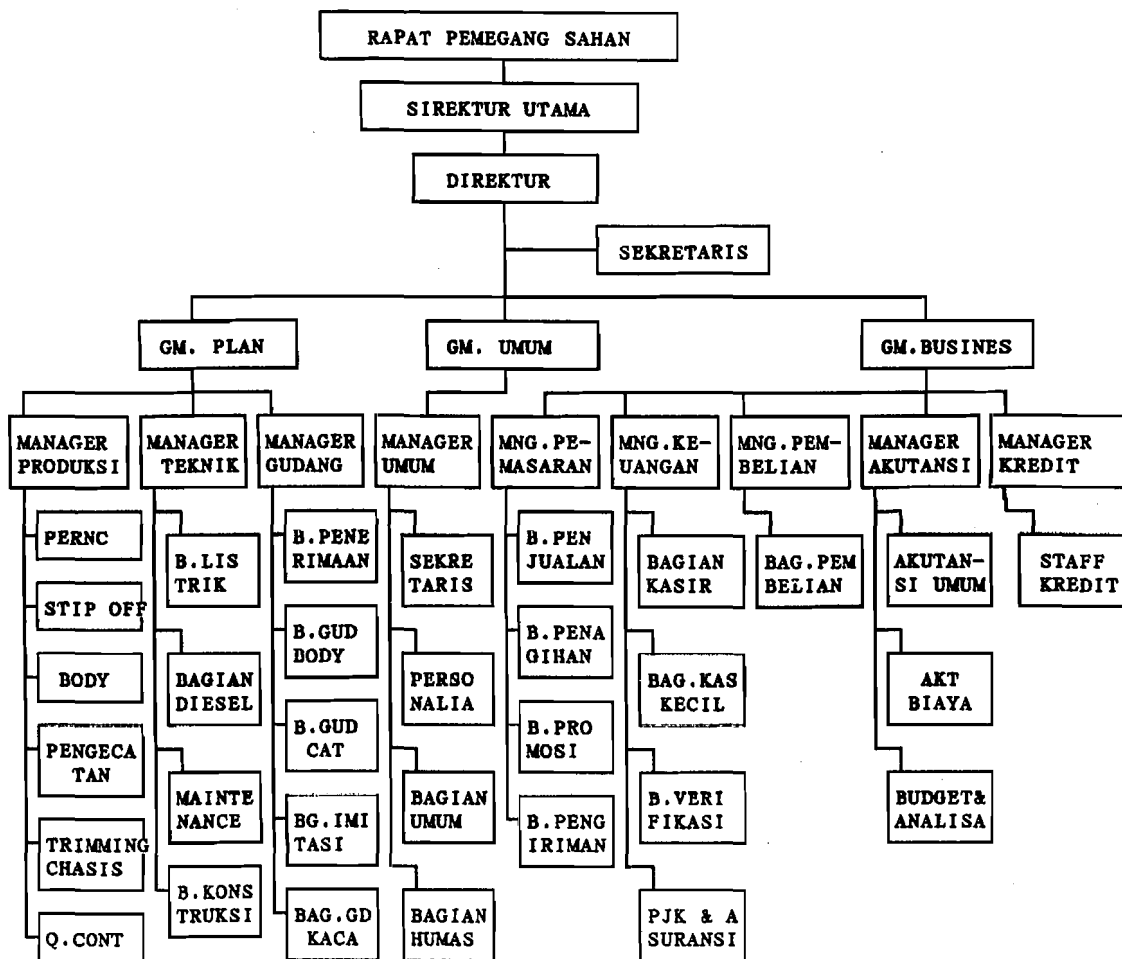 RAPAT PEMEGANG SAHAN
SIREKTUR UTAMA
DIREKTUR
SEKRETARIS
GM. PLAN
GM. UMUM
GM.BUSINES
MANAGER
PRODUKSI
MANAGER
TEKNIK
MANAGER
GUDANG
MANAGER
UMUM
MNG.PE-
MASARAN
MNG.KE-
UANGAN
MNG.PEM-
BELIAN
MANAGER
AKUTANSI
MANAGER
KREDIT
PERNC
STIP OFF
BODY
PENGECA
TAN
TRIMMING
CHASIS
Q.CONT
B.LIS
TRIK
BAGIAN
DIESEL
MAINTE
NANCE
B.KONS
TRUKSI
B.PENE
RIMAAN
B.GUD
BODY
B.GUD
CAT
BG.IMI
TASI
BAG.GD
KACA
SEKRE
TARIS
PERSO
NALIA
BAGIAN
UMUM
BAGIAN
HUMAS
B.PEN
JUALAN
B.PENA
GIHAN
B.PRO
MOSI
B.PENG
IRIMAN
BAGIAN
KASIR
BAG.KAS
KECIL
B.VERI
FIKASI
PJK & A
SURANSI
BAG.PEM
BELIAN
AKUTAN-
SI UMUM
AKT
BIAYA
BUDGET&
ANALISA
STAFF
KREDIT